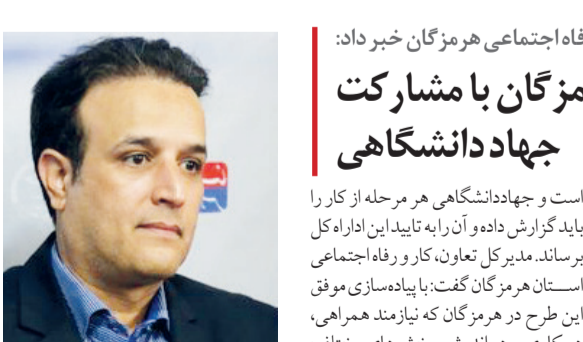 فاه اجتماعی هرمزگان خبر داد:
مزگان با مشارکت
جهاد دانشگاهی
است و جهاددانشگاهی هر مرحله از کار را
باید گزارش داده و آن را به تایید این اداره کل
برساند. مدیرکل تعاون، کار و رفاه اجتماعی
اســتان هرمزگان گفت: با پیاده‌سازی موفق
این طرح در هرمزگان که نیازمند همراهی،